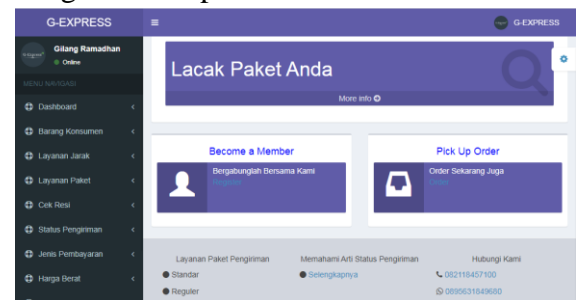 G-EXPRESS
G-EXPRESS
Gilang Ramadhan
Online
MENU NAVIGASI
Dashboard
Barang Konsumen
Layanan Jarak
Layanan Paket
Cek Resi
Status Pengiriman
Jenis Pembayaran
Harga Berat
Lacak Paket Anda
More info
Become a Member
Bergabunglah Bersama Kami
Register
Pick Up Order
Order Sekarang Juga
Layanan Paket Pengiriman
Standar
Reguler
Memahami Arti Status Pengiriman
Selengkapnya
Hubungi Kami
082118457100
0895631849680